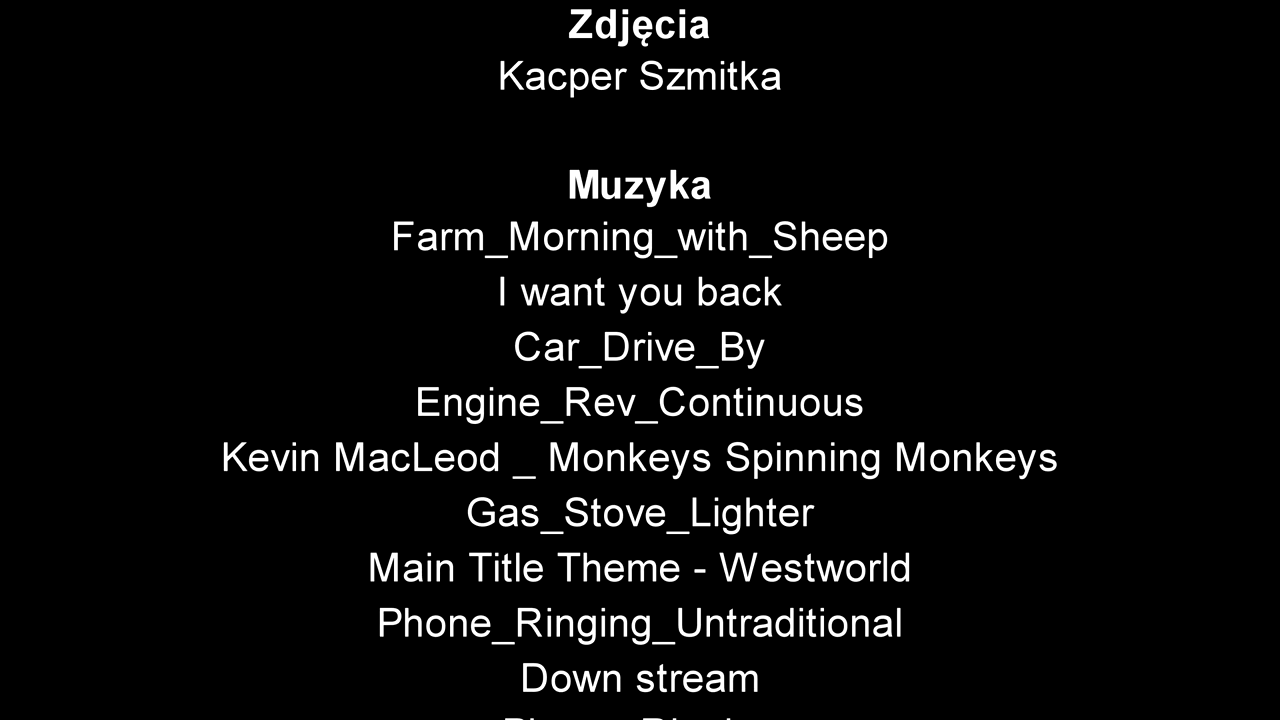 Zdjęcia
Kacper Szmitka
Muzyka
Farm_Morning_with_Sheep
I want you back
Car_Drive_By
Engine_Rev_Continuous
Kevin MacLeod _ Monkeys Spinning Monkeys
Gas_Stove_Lighter
Main Title Theme - Westworld
Phone_Ringing_Untraditional
Down stream